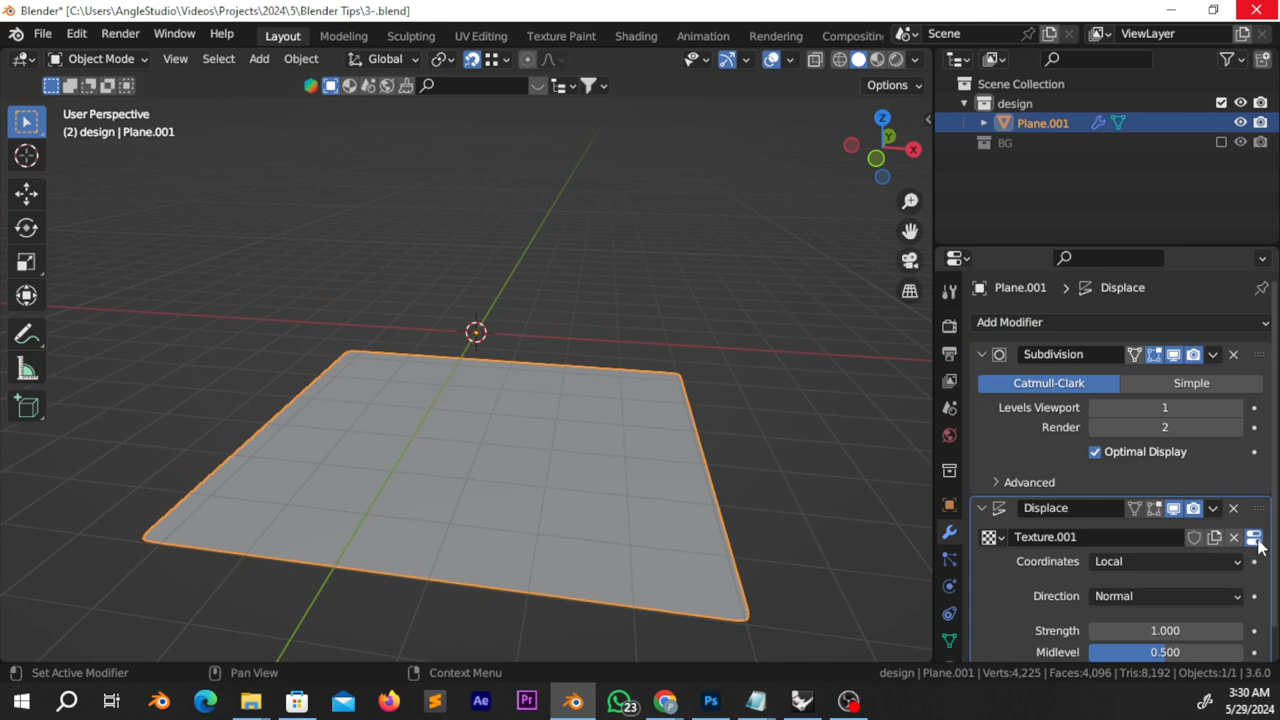 Blender* [C:\Users\AngleStudio\Videos\Projects\2024\5\Blender Tips\3-.blend]
File Edit Render Window Help Layout Modeling Sculpting UV Editing Texture Paint Shading Animation Rendering Compositin Scene ViewLayer
Object Mode View Select Add Object Global
Options
User Perspective
(2) design | Plane.001
Z
Y
X
Scene Collection
design
Plane.001
BG
Plane.001 > Displace
Add Modifier
Subdivision
Catmull-Clark Simple
Levels Viewport 1
Render 2
Optimal Display
Advanced
Displace
Texture.001
Coordinates Local
Direction Normal
Strength 1.000
Midlevel 0.500
Set Active Modifier Pan View Context Menu design | Plane.001 | Verts:4,225 | Faces:4,096 | Tris:8,192 | Objects:1/1 | 3.6.0
Ae Pr 23 Ps
3:30 AM
5/29/2024